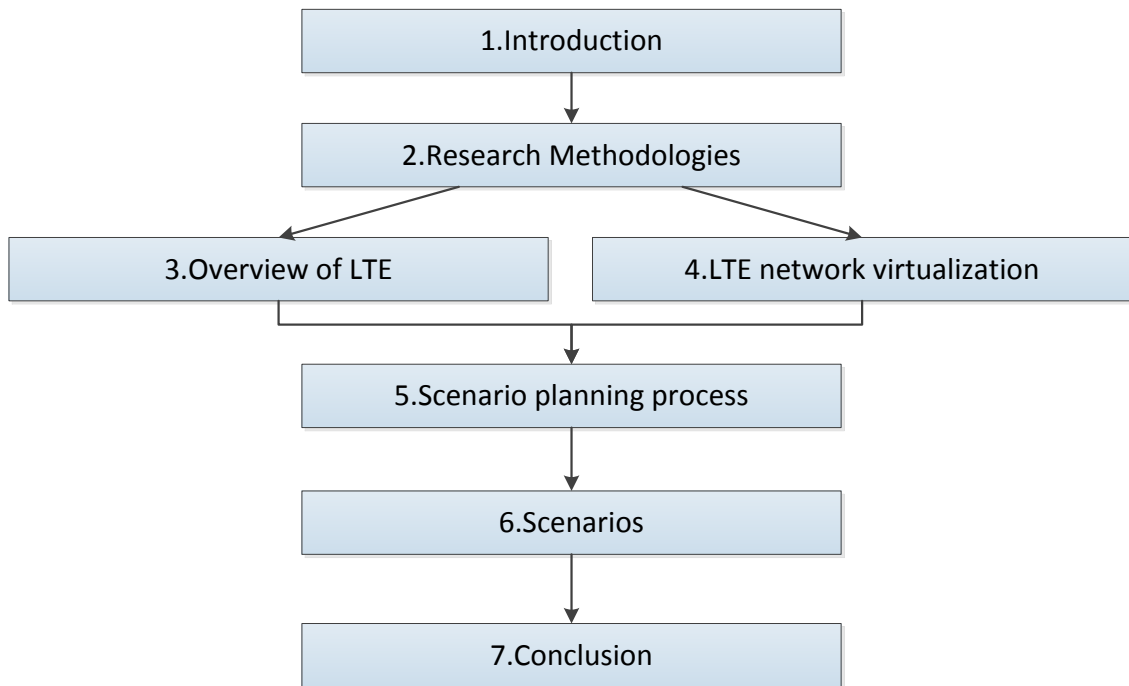 1.Introduction
2.Research Methodologies
3.Overview of LTE
4.LTE network virtualization
5.Scenario planning process
6.Scenarios
7.Conclusion